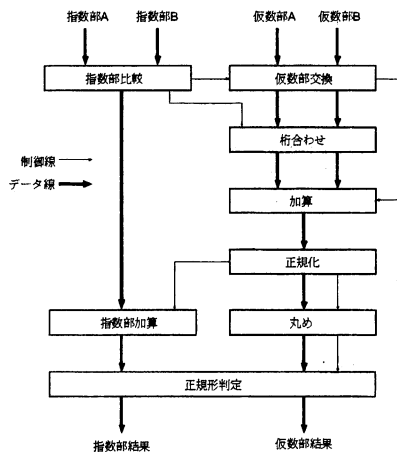 指数部A 指数部B 仮数部A 仮数部B
指数部比較 仮数部交換
桁合わせ
制御線
データ線
加算
正規化
指数部加算 丸め
正規形判定
指数部結果 仮数部結果